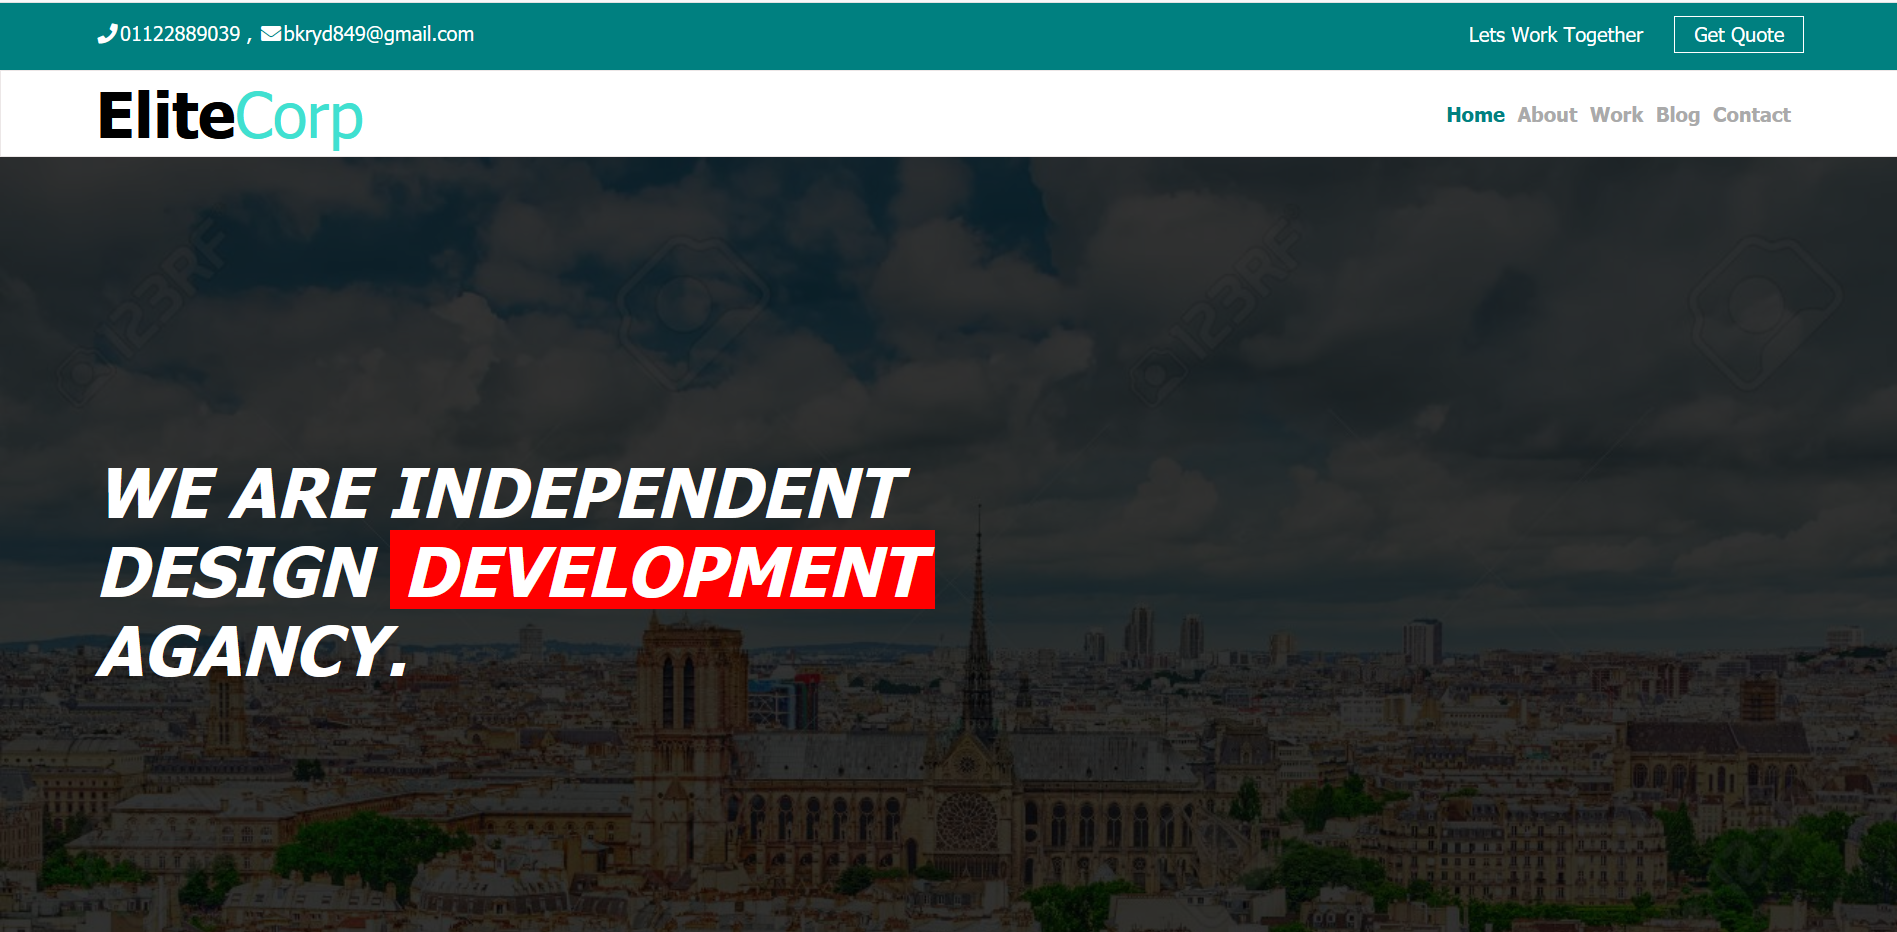 01122889039 , bkryd849@gmail.com
Lets Work Together
Get Quote
EliteCorp
Home About Work Blog Contact
123RF
123RF
WE ARE INDEPENDENT
DESIGN DEVELOPMENT
AGANCY.